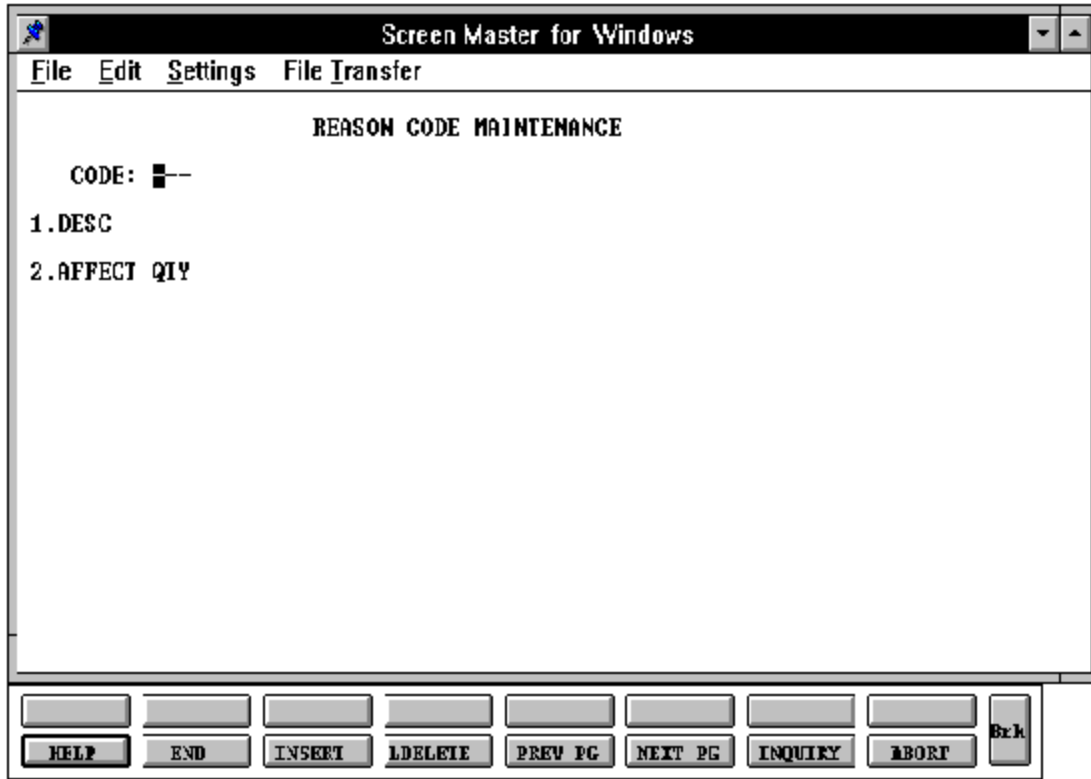 Screen Master for Windows
File Edit Settings File Transfer
REASON CODE MAINTENANCE
CODE: ---
1.DESC
2.AFFECT QTY
Brk
HELP END INSERT LDELETE PREV PG NEXT PG INQUIRY ABORT